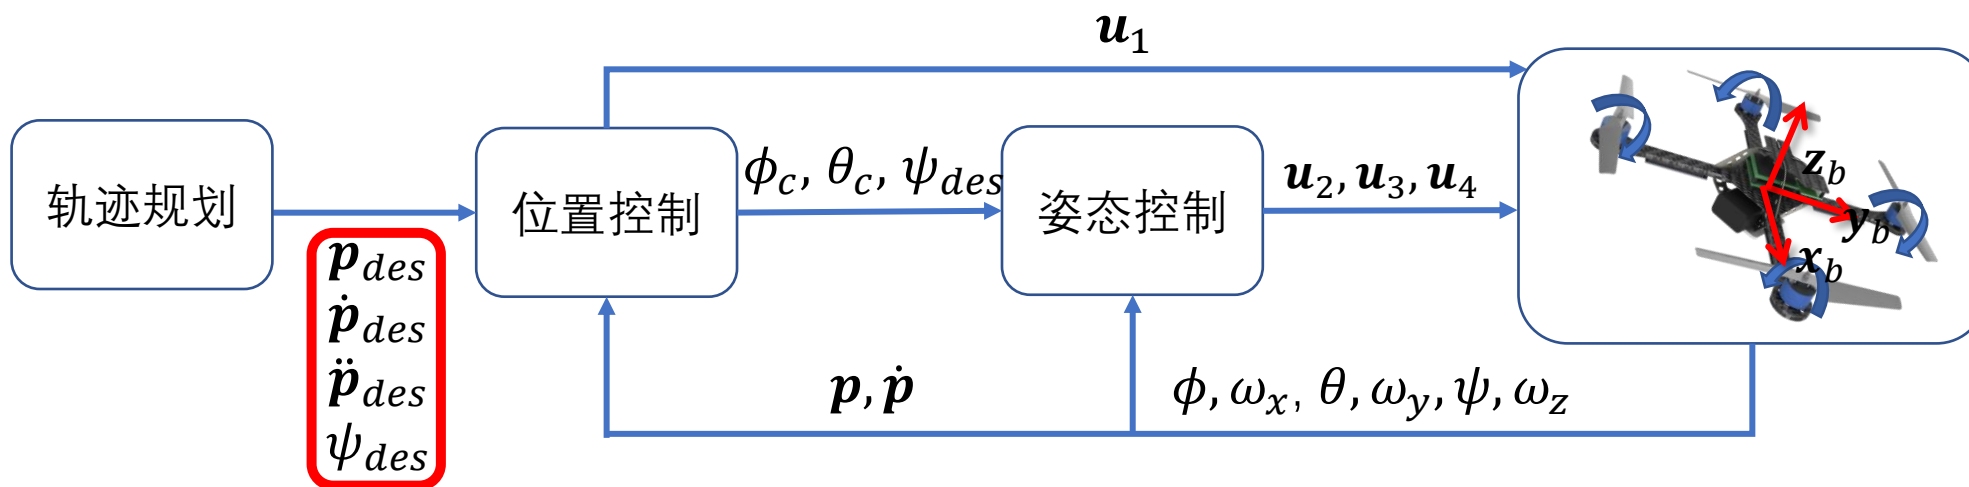 𝒖₁
轨迹规划
位置控制
ϕ_c, θ_c, ψ_des
姿态控制
𝒖₂, 𝒖₃, 𝒖₄
𝒛_b
𝒚_b
𝒙_b
𝒑_des
𝒑̇_des
𝒑̈_des
ψ_des
𝒑, 𝒑̇
ϕ, ω_x, θ, ω_y, ψ, ω_z